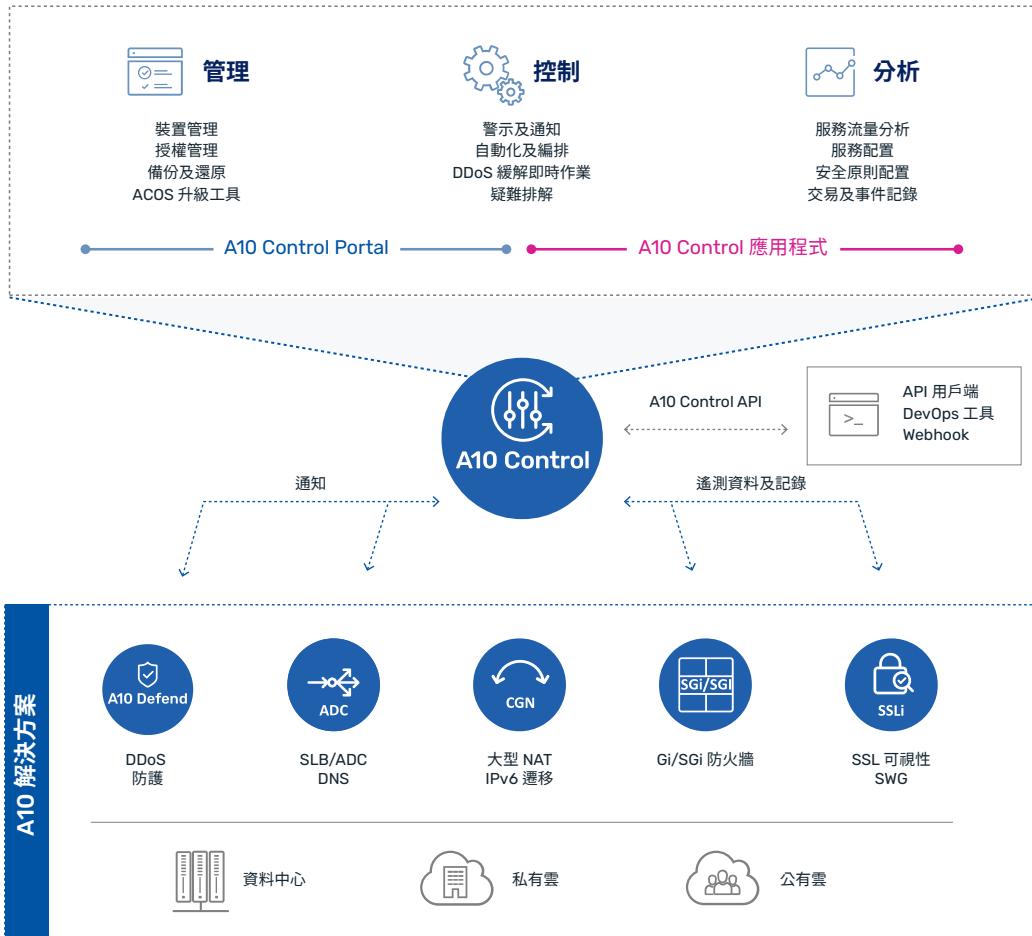 管理
裝置管理
授權管理
備份及還原
ACOS 升級工具
控制
警示及通知
自動化及編排
DDoS 緩解即時作業
疑難排解
分析
服務流量分析
服務配置
安全原則配置
交易及事件記錄
A10 Control Portal
A10 Control 應用程式
A10 Control
A10 Control API
>_
API 用戶端
DevOps 工具
Webhook
通知
遙測資料及記錄
A10 解決方案
A10 Defend
DDoS
防護
ADC
SLB/ADC
DNS
CGN
大型 NAT
IPv6 遷移
SGi/SGI
Gi/SGi 防火牆
SSLi
SSL 可視性
SWG
資料中心
私有雲
公有雲